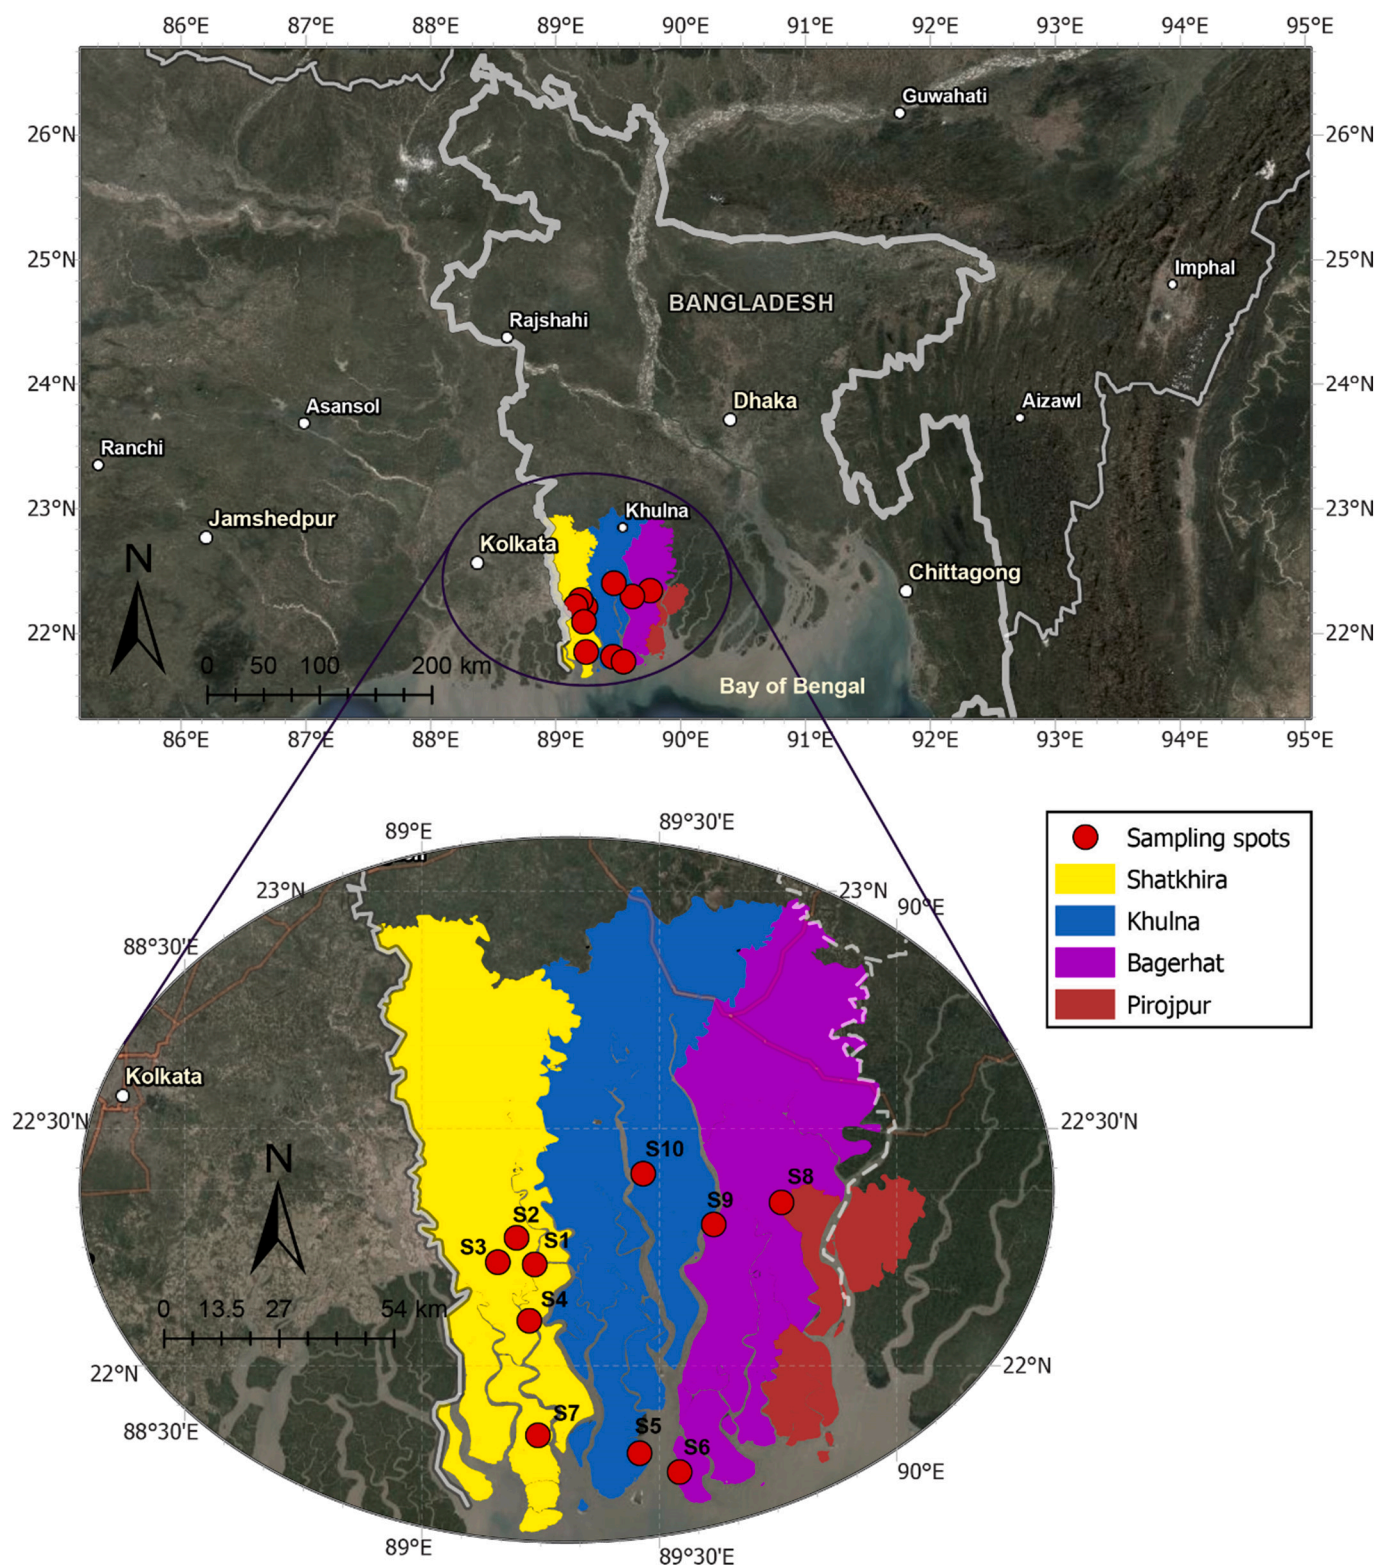 86°E 87°E 88°E 89°E 90°E 91°E 92°E 93°E 94°E 95°E
Guwahati
26°N 26°N
25°N 25°N
Imphal
BANGLADESH
Rajshahi
24°N 24°N
Asansol
Dhaka
Aizawl
Ranchi
23°N 23°N
Khulna
Jamshedpur
Kolkata
N
Chittagong
22°N 22°N
0 50 100 200 km
Bay of Bengal
86°E 87°E 88°E 89°E 90°E 91°E 92°E 93°E 94°E 95°E
89°E
89°30'E
Sampling spots
Shatkhira
Khulna
Bagerhat
Pirojpur
23°N 23°N
90°E
88°30'E
Kolkata
22°30'N 22°30'N
N
S10
S8
S9
S2
S3 S1
S4
0 13.5 27 54 km
22°N 22°N
88°30'E
S7
S5
S6
90°E
89°E
89°30'E